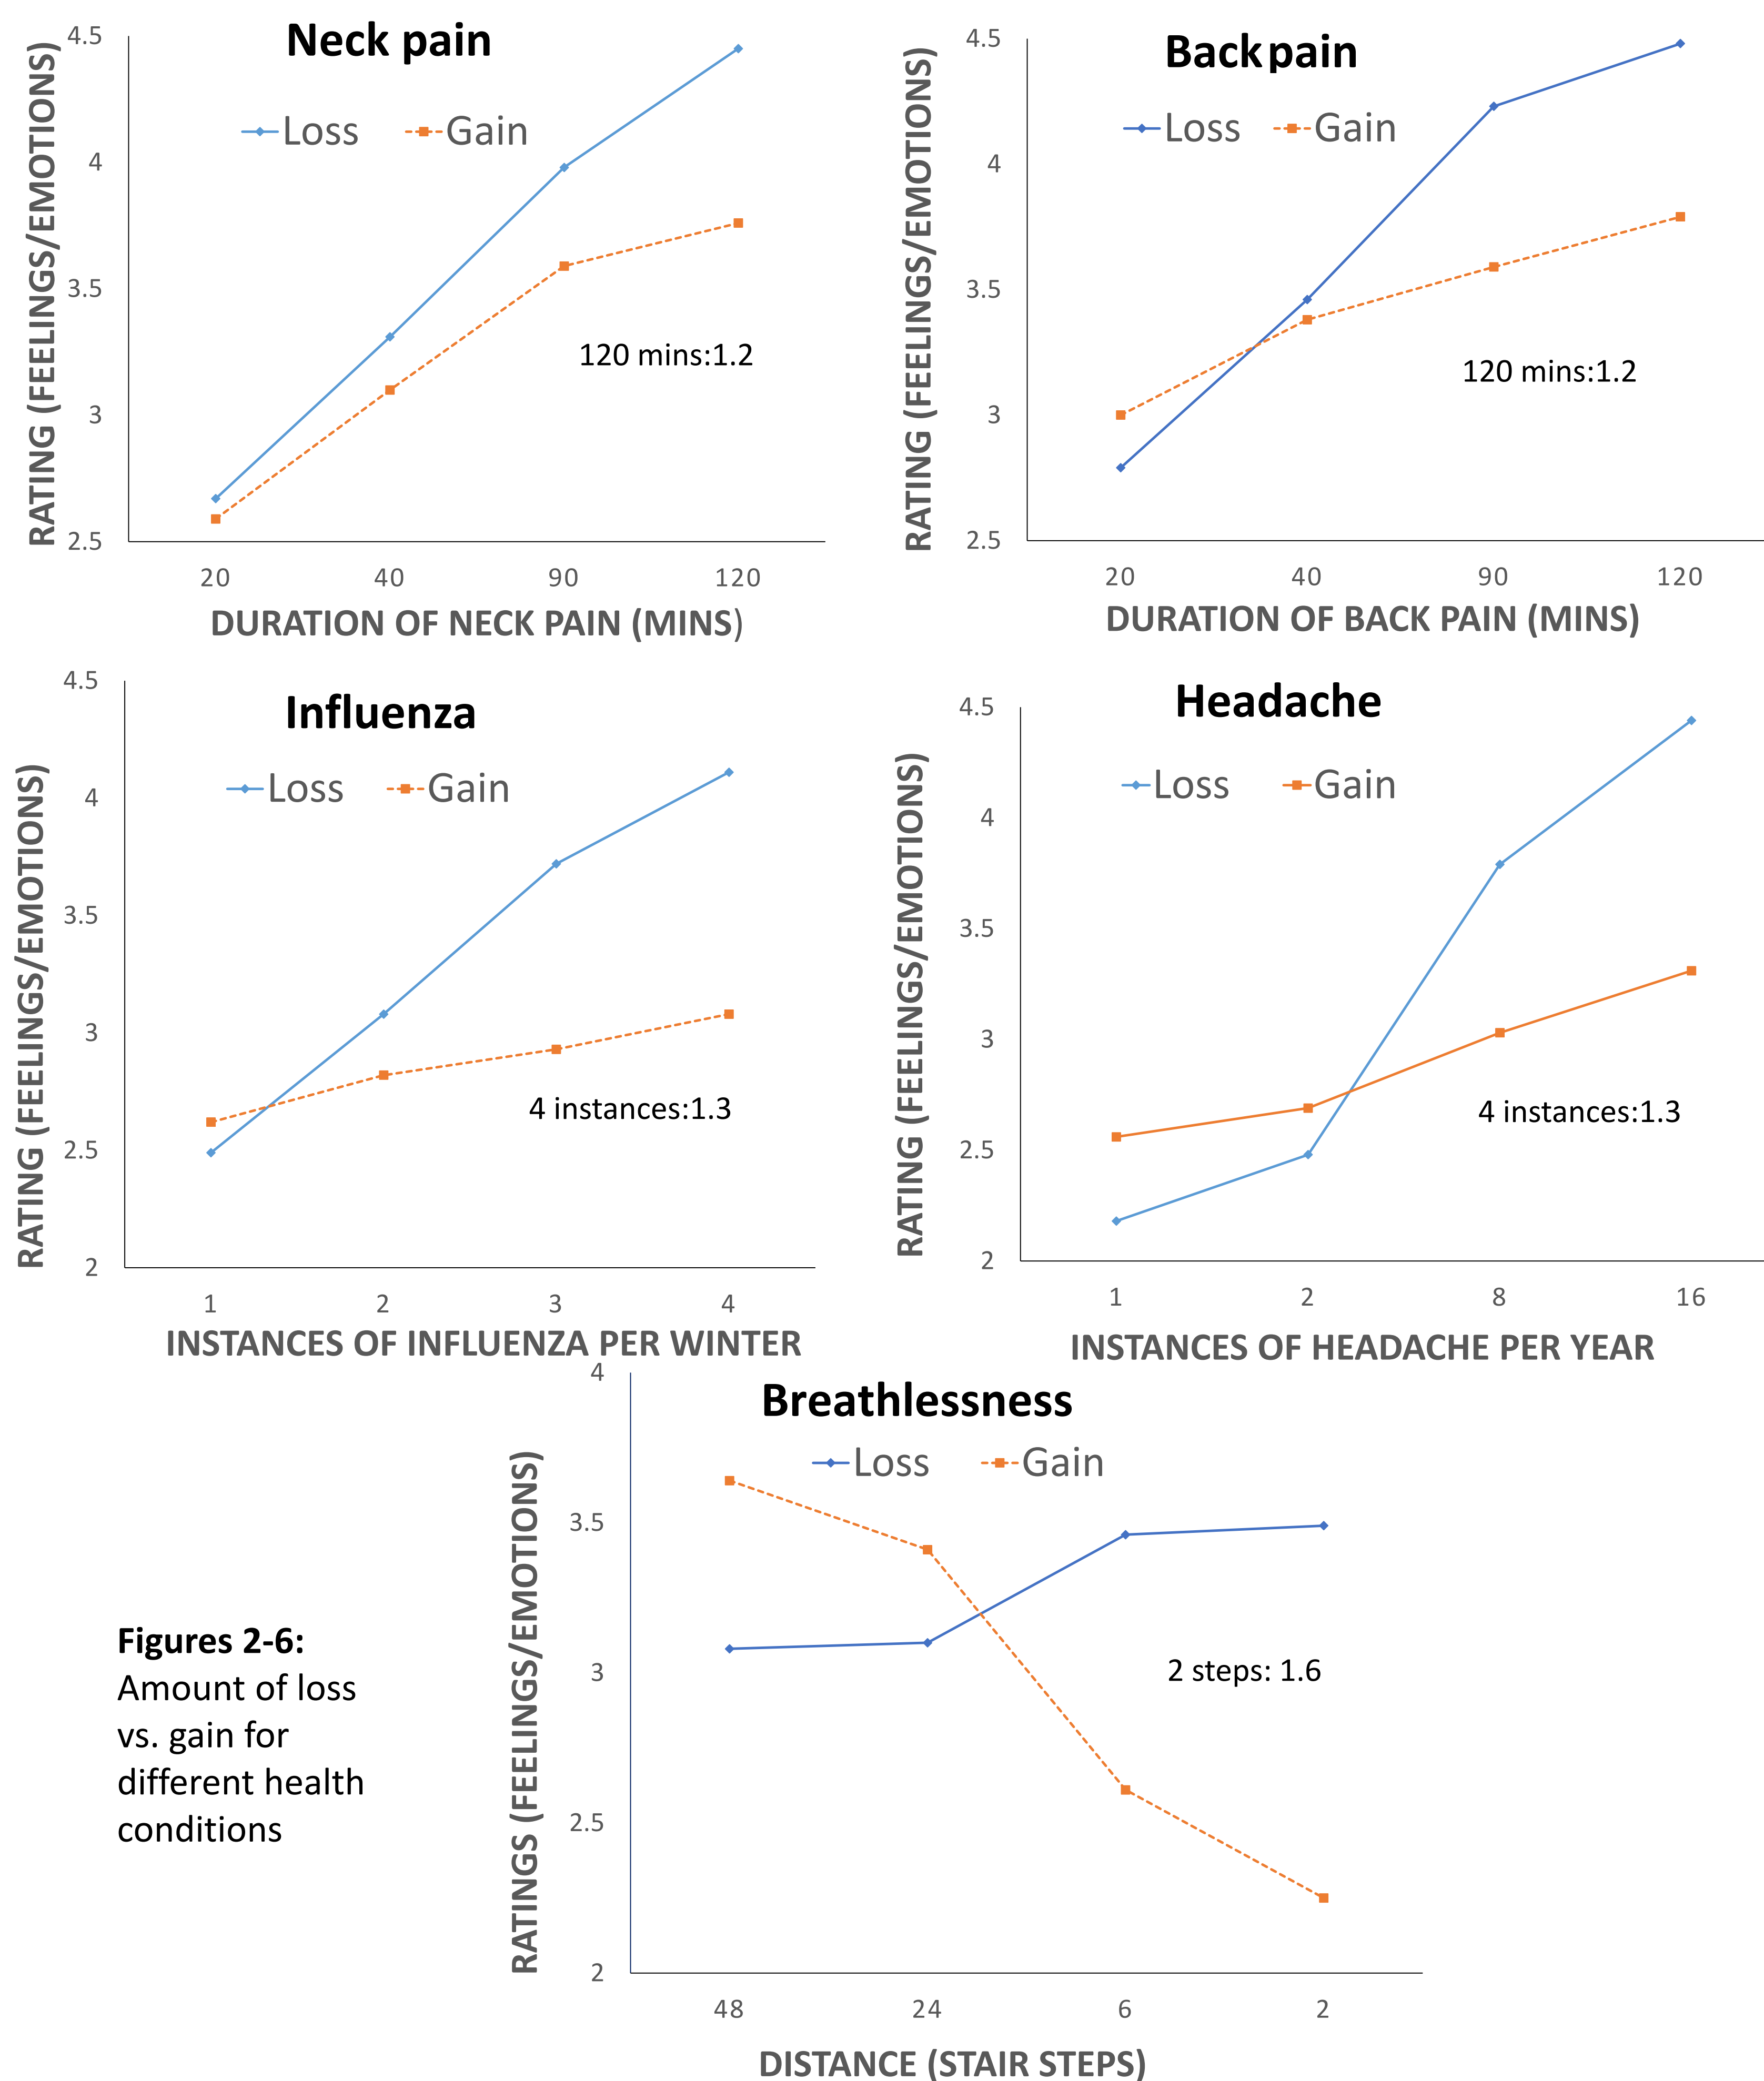 Neck pain
Loss
Gain
RATING (FEELINGS/EMOTIONS)
4.5
4
3.5
3
2.5
120 mins:1.2
20
40
90
120
DURATION OF NECK PAIN (MINS)
Back pain
Loss
Gain
RATING (FEELINGS/EMOTIONS)
4.5
4
3.5
3
2.5
120 mins:1.2
20
40
90
120
DURATION OF BACK PAIN (MINS)
Influenza
Loss
Gain
RATING (FEELINGS/EMOTIONS)
4.5
4
3.5
3
2.5
2
4 instances:1.3
1
2
3
4
INSTANCES OF INFLUENZA PER WINTER
Headache
Loss
Gain
RATING (FEELINGS/EMOTIONS)
4.5
4
3.5
3
2.5
2
4 instances:1.3
1
2
8
16
INSTANCES OF HEADACHE PER YEAR
Breathlessness
Loss
Gain
RATINGS (FEELINGS/EMOTIONS)
4
3.5
3
2.5
2
2 steps: 1.6
48
24
6
2
DISTANCE (STAIR STEPS)
Figures 2-6:
Amount of loss
vs. gain for
different health
conditions